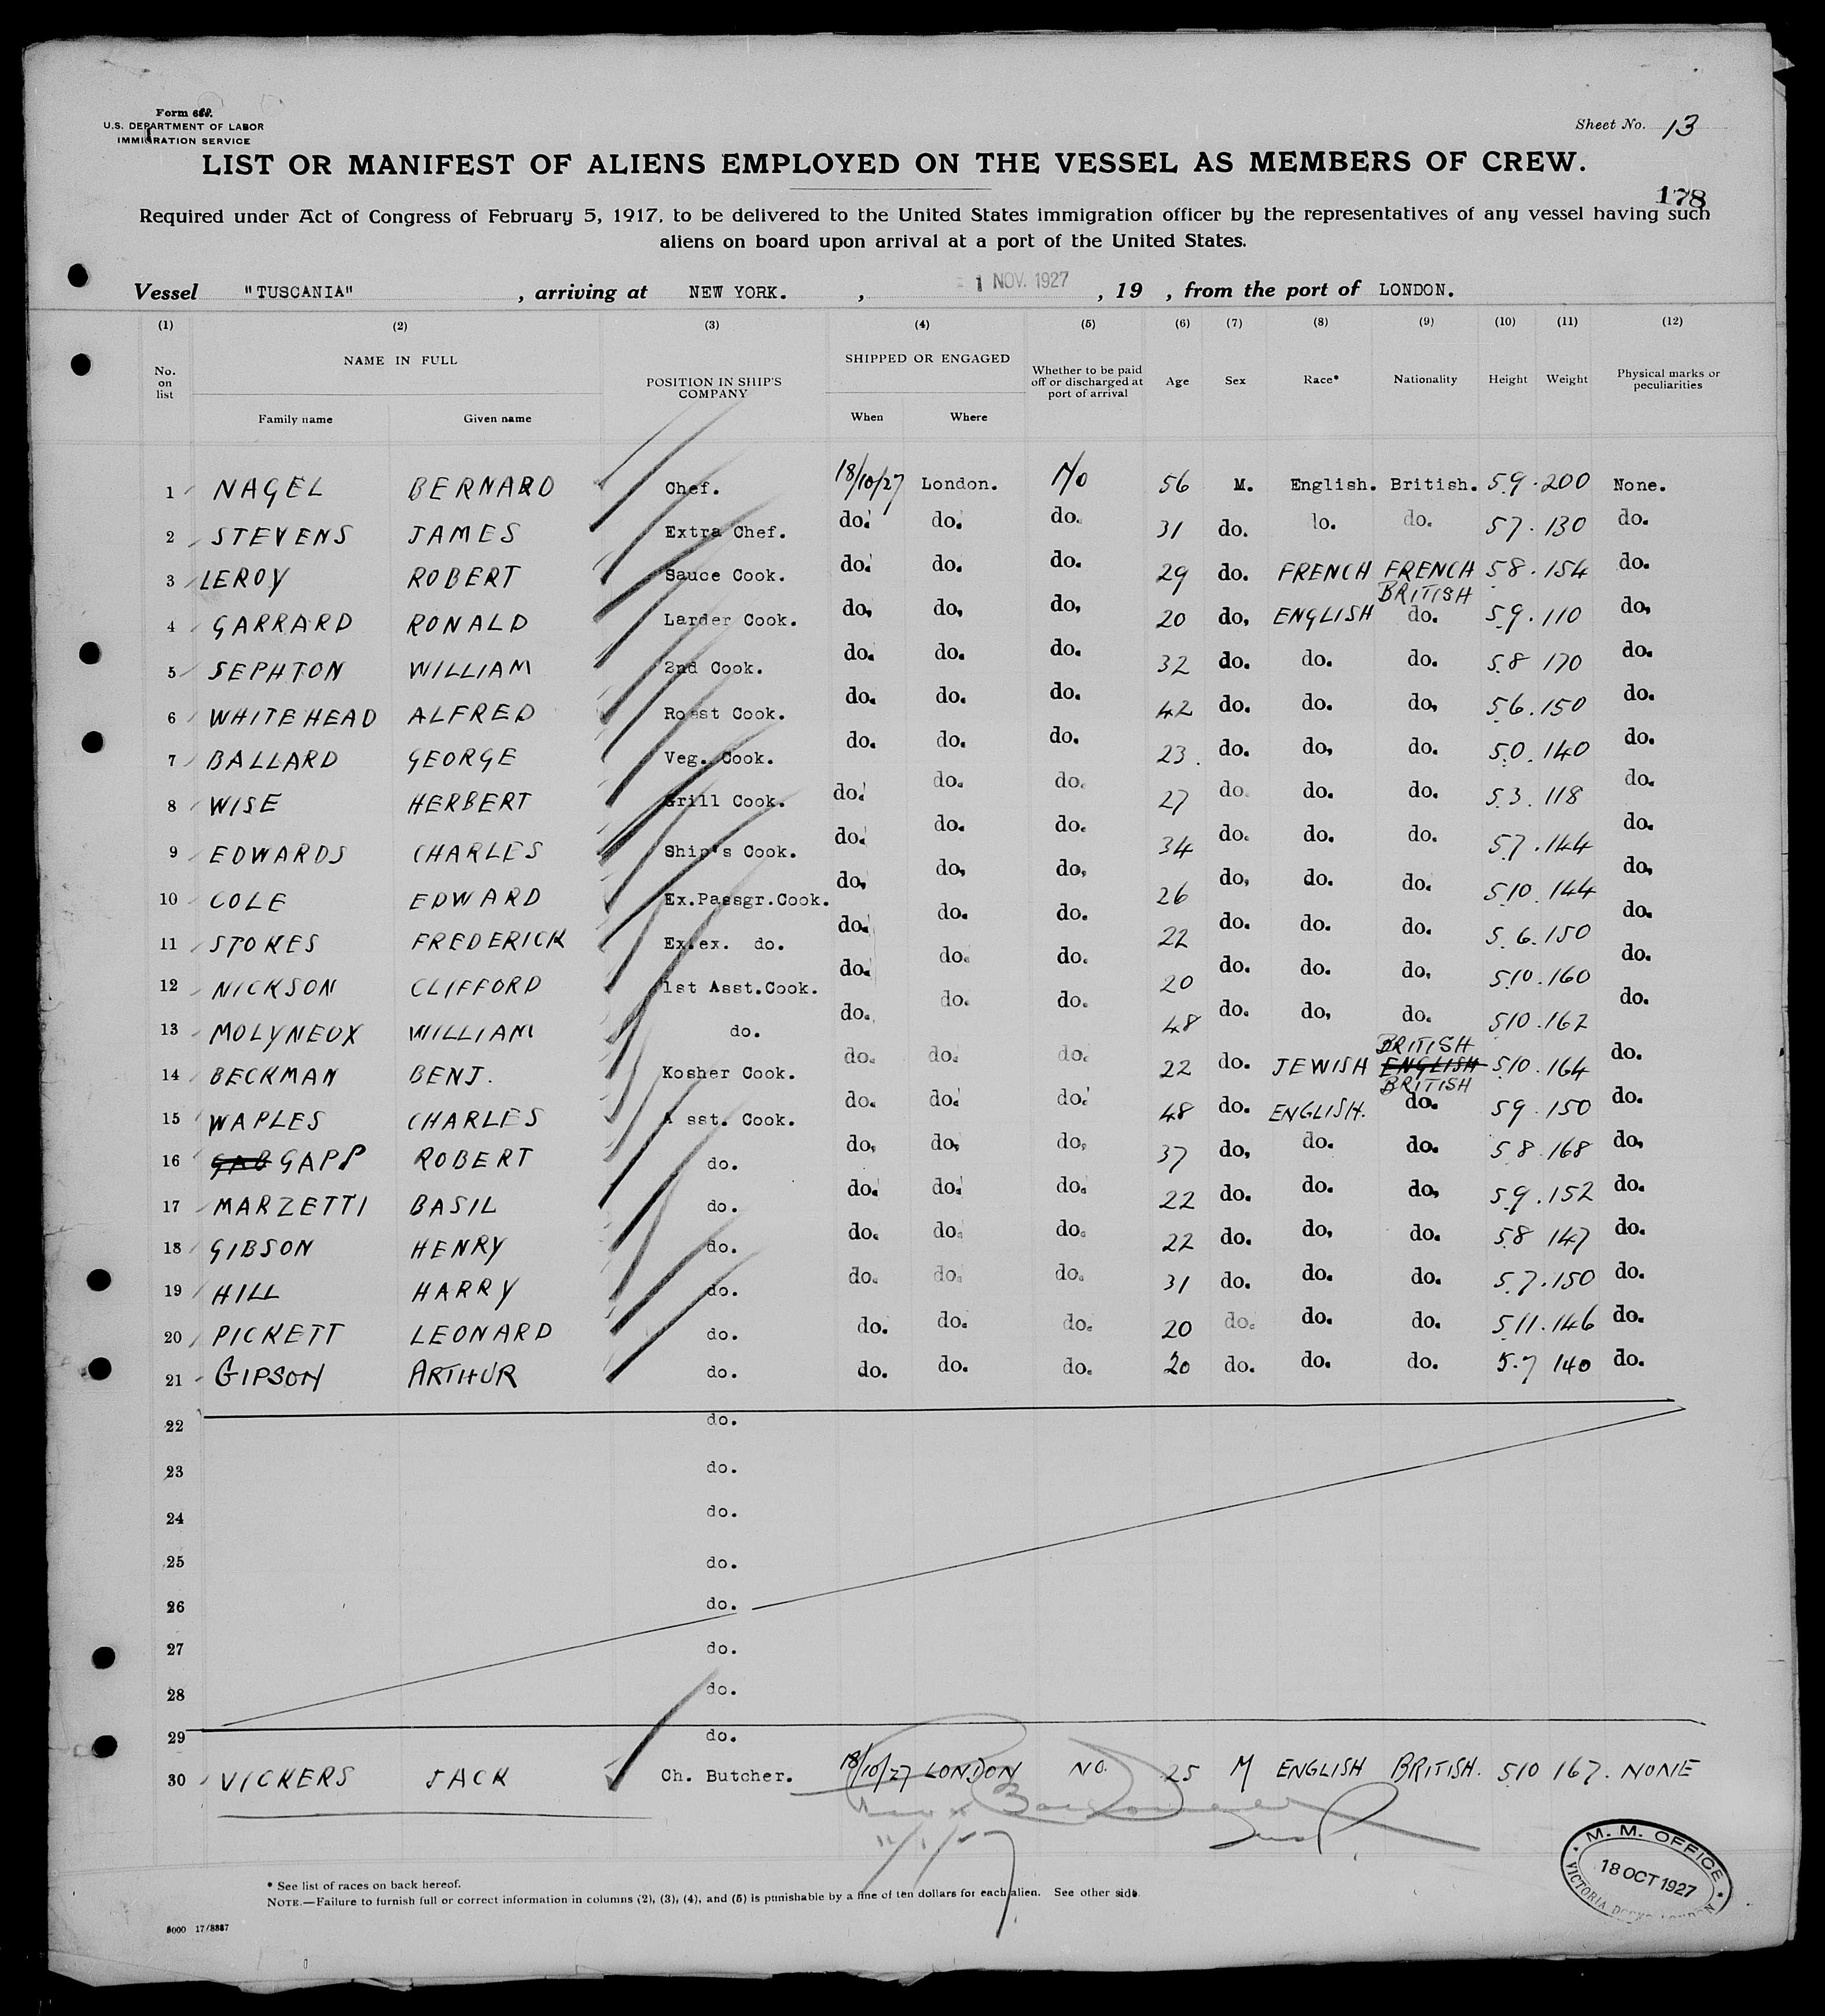 Form 689.
U.S. DEPARTMENT OF LABOR
IMMIGRATION SERVICE
Sheet No. 13
LIST OR MANIFEST OF ALIENS EMPLOYED ON THE VESSEL AS MEMBERS OF CREW.
178
Required under Act of Congress of February 5, 1917, to be delivered to the United States immigration officer by the representatives of any vessel having such
aliens on board upon arrival at a port of the United States.
Vessel "TUSCANIA" , arriving at NEW YORK. , 1 NOV. 1927 , 19 , from the port of LONDON.
(1) (2) (3) (4) (5) (6) (7) (8) (9) (10) (11) (12)
No. on list NAME IN FULL Family name Given name POSITION IN SHIP'S COMPANY SHIPPED OR ENGAGED When Where Whether to be paid off or discharged at port of arrival Age Sex Race* Nationality Height Weight Physical marks or peculiarities
1 NAGEL BERNARD Chef. 18/10/27 London. No 56 M. English. British. 5.9. 200 None.
2 STEVENS JAMES Extra Chef. do. do. do. 31 do. do. do. 57. 130 do.
3 LEROY ROBERT Sauce Cook. do. do. do. 29 do. FRENCH FRENCH 58. 154 do.
BRITISH
4 GARRARD RONALD Larder Cook. do, do, do, 20 do, ENGLISH do. 5.9. 110 do,
5 SEPHTON WILLIAM 2nd Cook. do. do. do. 32 do. do. do. 5.8 170 do.
6 WHITEHEAD ALFRED Roast Cook. do. do. do. 42 do. do. do, 5.6. 150 do.
7 BALLARD GEORGE Veg. Cook. do. do. do. 23. do. do, do. 5.0. 140 do.
8 WISE HERBERT Grill Cook. do. do. do. 27 do. do. do. 5.3. 118 do.
9 EDWARDS CHARLES Ship's Cook. do. do. do. 34 do. do. do. 5.7. 144 do.
10 COLE EDWARD Ex.Passgr.Cook. do, do, do, 26 do, do. do. 5.10. 144 do,
11 STOKES FREDERICK Ex.ex. do. do. do. do. 22 do. do. do. 5.6. 150 do.
12 NICKSON CLIFFORD 1st Asst.Cook. do. do. do. 20 do. do. do, 5.10. 160 do.
13 MOLYNEUX WILLIAM do. do. do. do. 48 do. do, do. 510. 162 do.
BRITISH
14 BECKMAN BENJ. Kosher Cook. do. do. do. 22 do. JEWISH ENGLISH 5.10. 164 do.
BRITISH
15 WAPLES CHARLES A sst. Cook. do. do. do. 48 do. ENGLISH. do. 59. 150 do.
16 GAB GAPP ROBERT do. do, do, do, 37 do, do. do. 5 8. 168 do,
17 MARZETTI BASIL do. do. do. do. 22 do. do. do, 5.9. 152 do.
18 GIBSON HENRY do. do. do. do. 22 do. do, do. 5.8 147 do.
19 HILL HARRY do. do. do. do. 31 do. do. do. 5.7. 150 do.
20 PICKETT LEONARD do. do. do. do. 20 do. do. do. 5.11. 146 do.
21 GIPSON ARTHUR do. do. do. do. 20 do. do. do. 5.7 140 do.
22 do.
23 do.
24 do.
25 do.
26 do.
27 do.
28 do.
29 do.
30 VICKERS JACK Ch. Butcher. 18/10/27 LONDON NO. 25 M ENGLISH BRITISH. 5.10 167. NONE
Insp.
11/1/27
M. M. OFFICE
18 OCT 1927
VICTORIA DOCKS LONDON
* See list of races on back hereof.
NOTE.—Failure to furnish full or correct information in columns (2), (3), (4), and (5) is punishable by a fine of ten dollars for each alien. See other side.
5000 17/8887